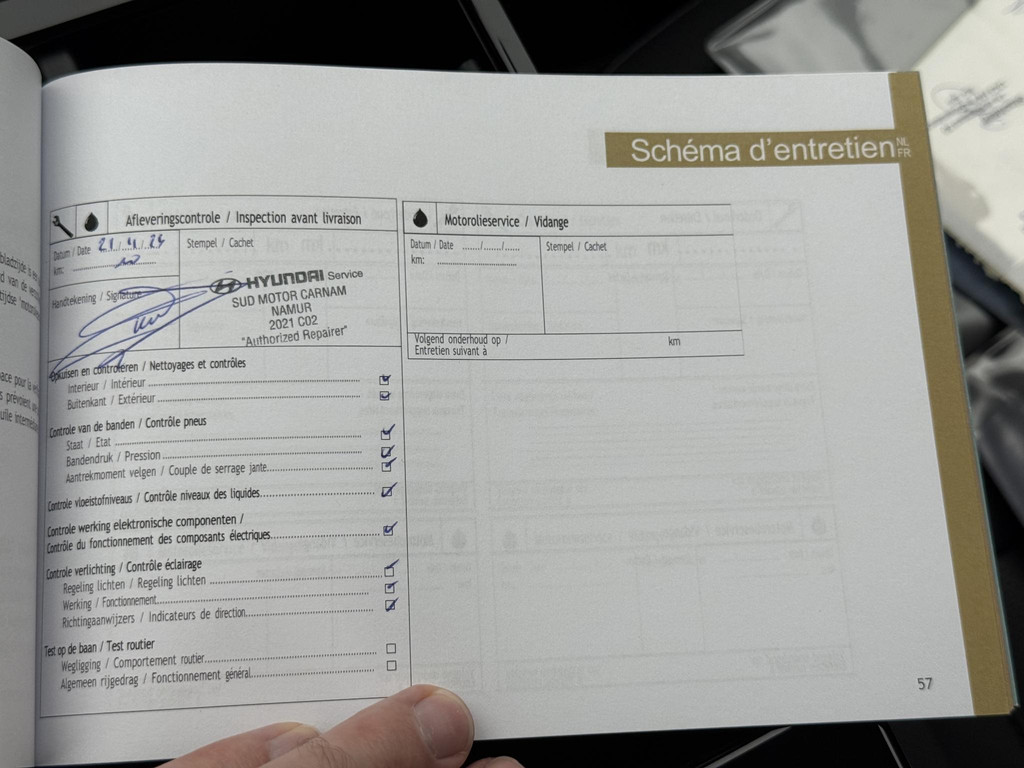 Schéma d'entretien NL FR
Afleveringscontrole / Inspection avant livraison
Datum / Date
km:
Stempel / Cachet
Handtekening / Signature
HYUNDAI Service
SUD MOTOR CARNAM
NAMUR
2021 C02
"Authorized Repairer"
Opkuisen en controleren / Nettoyages et contrôles
Interieur / Intérieur
Buitenkant / Extérieur
Controle van de banden / Contrôle pneus
Staat / Etat
Bandendruk / Pression
Aantrekmoment velgen / Couple de serrage jante
Controle vloeistofniveaus / Contrôle niveaux des liquides
Controle werking elektronische componenten /
Contrôle du fonctionnement des composants électriques
Controle verlichting / Contrôle éclairage
Regeling lichten / Regeling lichten
Werking / Fonctionnement
Richtingaanwijzers / Indicateurs de direction
Test op de baan / Test routier
Wegligging / Comportement routier
Algemeen rijgedrag / Fonctionnement général
Motorolieservice / Vidange
Datum / Date ....../......./......
km:
Stempel / Cachet
Volgend onderhoud op /
Entretien suivant à
km
57